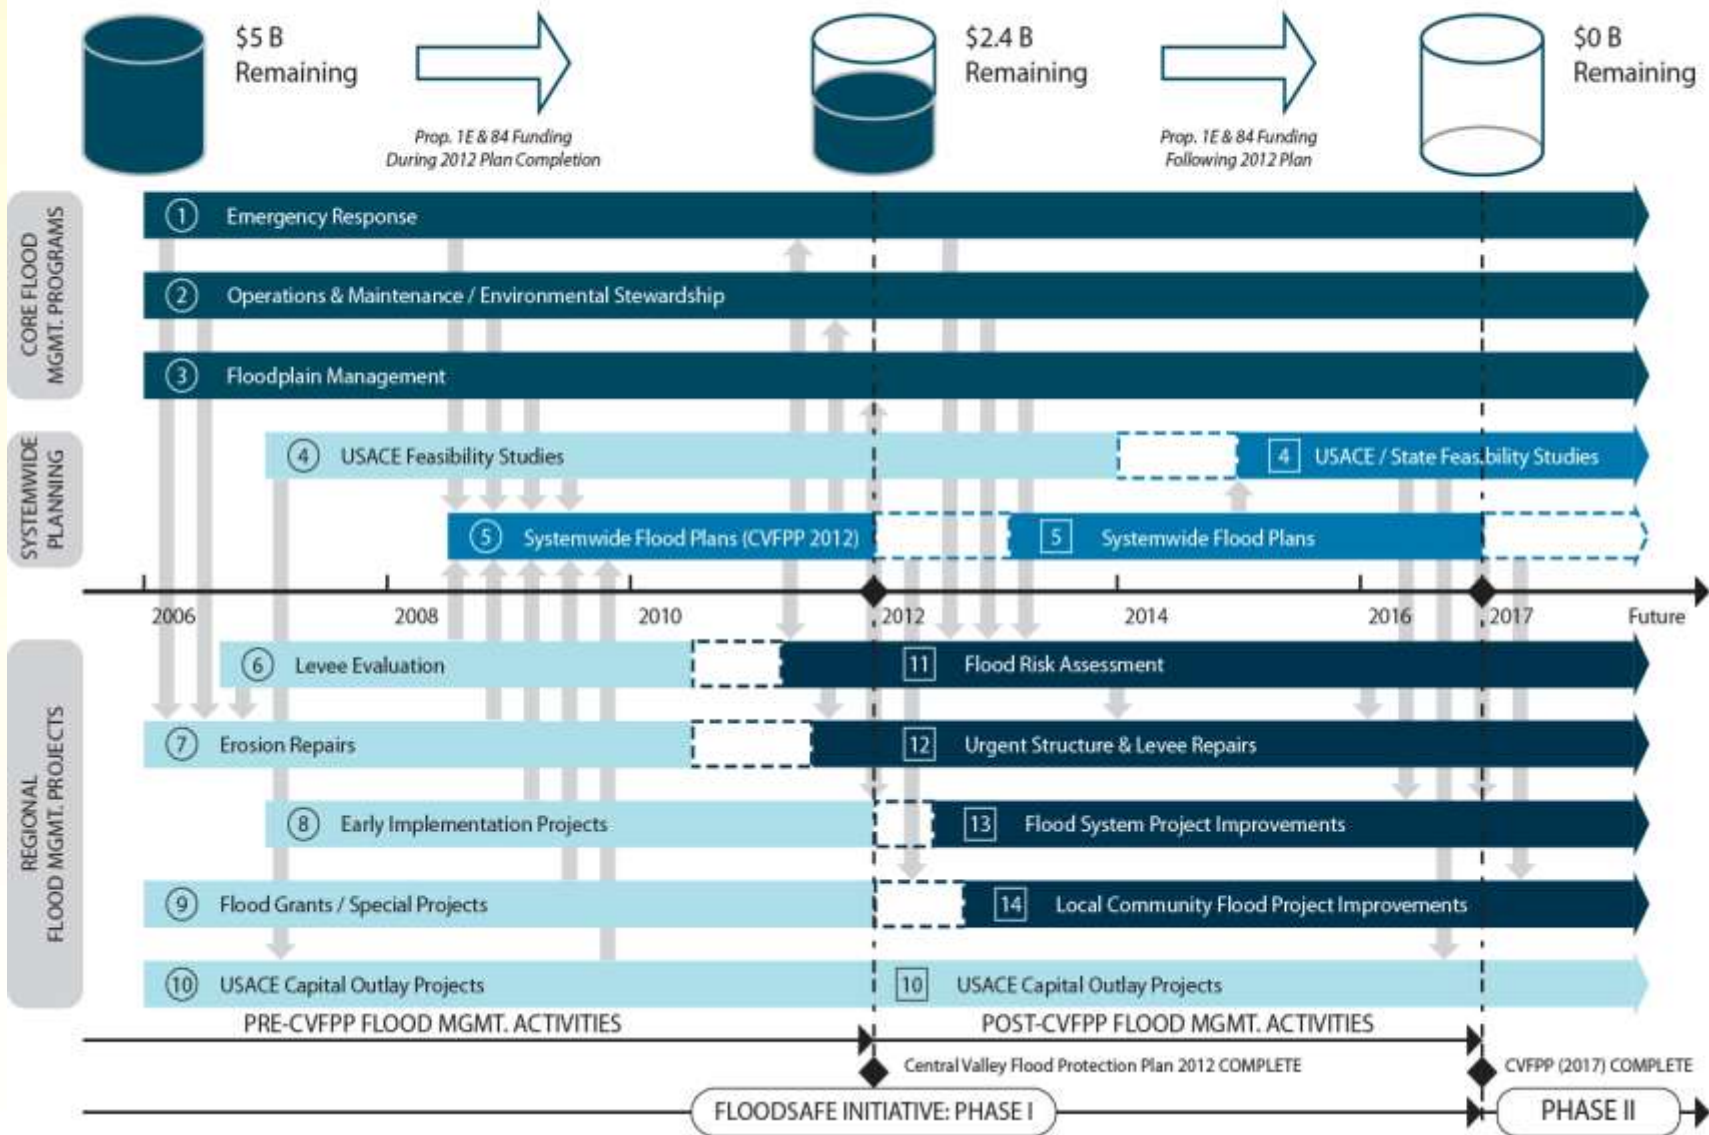 $5 B
Remaining
Prop. 1E & 84 Funding
During 2012 Plan Completion
$2.4 B
Remaining
Prop. 1E & 84 Funding
Following 2012 Plan
$0 B
Remaining
CORE FLOOD
MGMT. PROGRAMS
1 Emergency Response
2 Operations & Maintenance / Environmental Stewardship
3 Floodplain Management
SYSTEMWIDE
PLANNING
4 USACE Feasibility Studies
4 USACE / State Feasibility Studies
5 Systemwide Flood Plans (CVFPP 2012)
5 Systemwide Flood Plans
2006 2008 2010 2012 2014 2016 2017 Future
REGIONAL
FLOOD MGMT. PROJECTS
6 Levee Evaluation
11 Flood Risk Assessment
7 Erosion Repairs
12 Urgent Structure & Levee Repairs
8 Early Implementation Projects
13 Flood System Project Improvements
9 Flood Grants / Special Projects
14 Local Community Flood Project Improvements
10 USACE Capital Outlay Projects
10 USACE Capital Outlay Projects
PRE-CVFPP FLOOD MGMT. ACTIVITIES
POST-CVFPP FLOOD MGMT. ACTIVITIES
Central Valley Flood Protection Plan 2012 COMPLETE
CVFPP (2017) COMPLETE
FLOODSAFE INITIATIVE: PHASE I
PHASE II